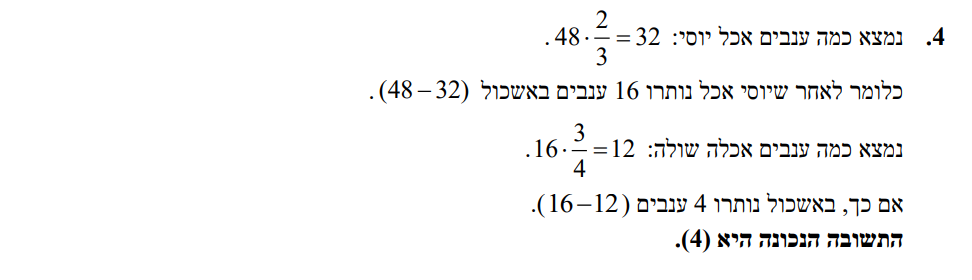 4. נמצא כמה ענבים אכל יוסי: 48 · 2/3 = 32 .
כלומר לאחר שיוסי אכל נותרו 16 ענבים באשכול (48 – 32) .
נמצא כמה ענבים אכלה שולה: 16 · 3/4 = 12 .
אם כך, באשכול נותרו 4 ענבים (16 – 12).
התשובה הנכונה היא (4).